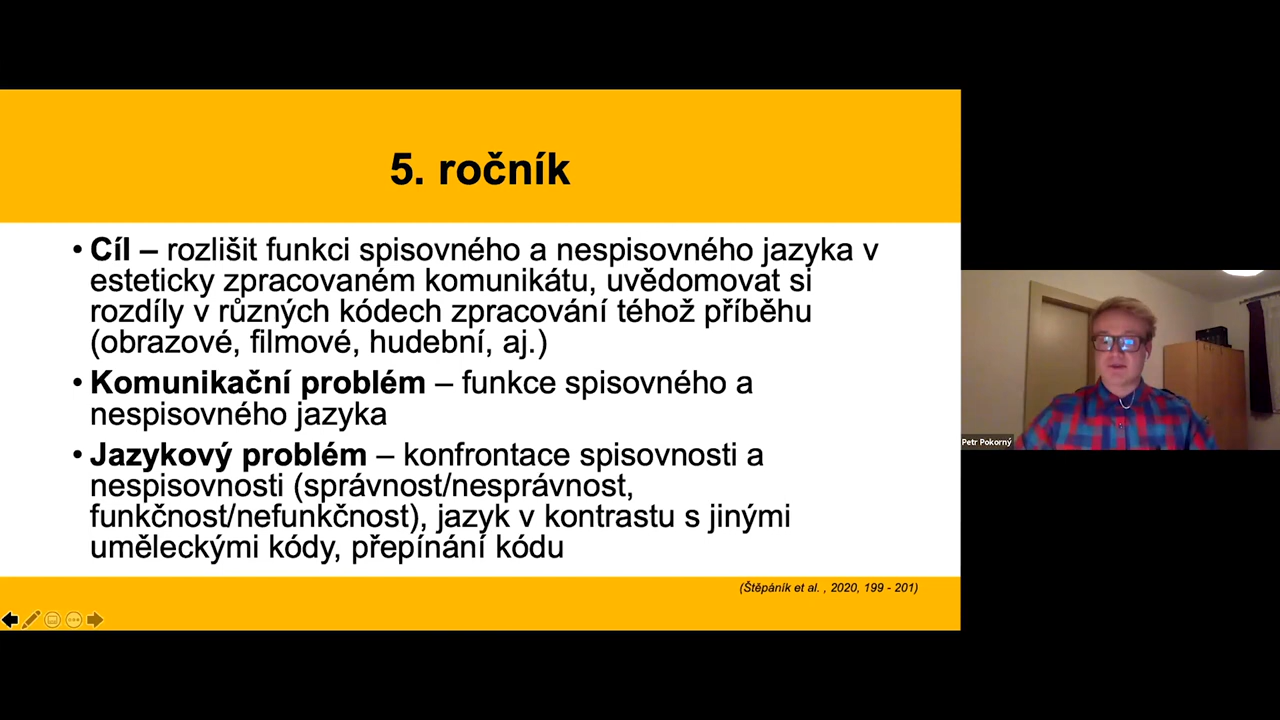 5. ročník
• Cíl – rozlišit funkci spisovného a nespisovného jazyka v
esteticky zpracovaném komunikátu, uvědomovat si
rozdíly v různých kódech zpracování téhož příběhu
(obrazové, filmové, hudební, aj.)
• Komunikační problém – funkce spisovného a
nespisovného jazyka
• Jazykový problém – konfrontace spisovnosti a
nespisovnosti (správnost/nesprávnost,
funkčnost/nefunkčnost), jazyk v kontrastu s jinými
uměleckými kódy, přepínání kódu
(Štěpáník et al. , 2020, 199 - 201)
Petr Pokorný